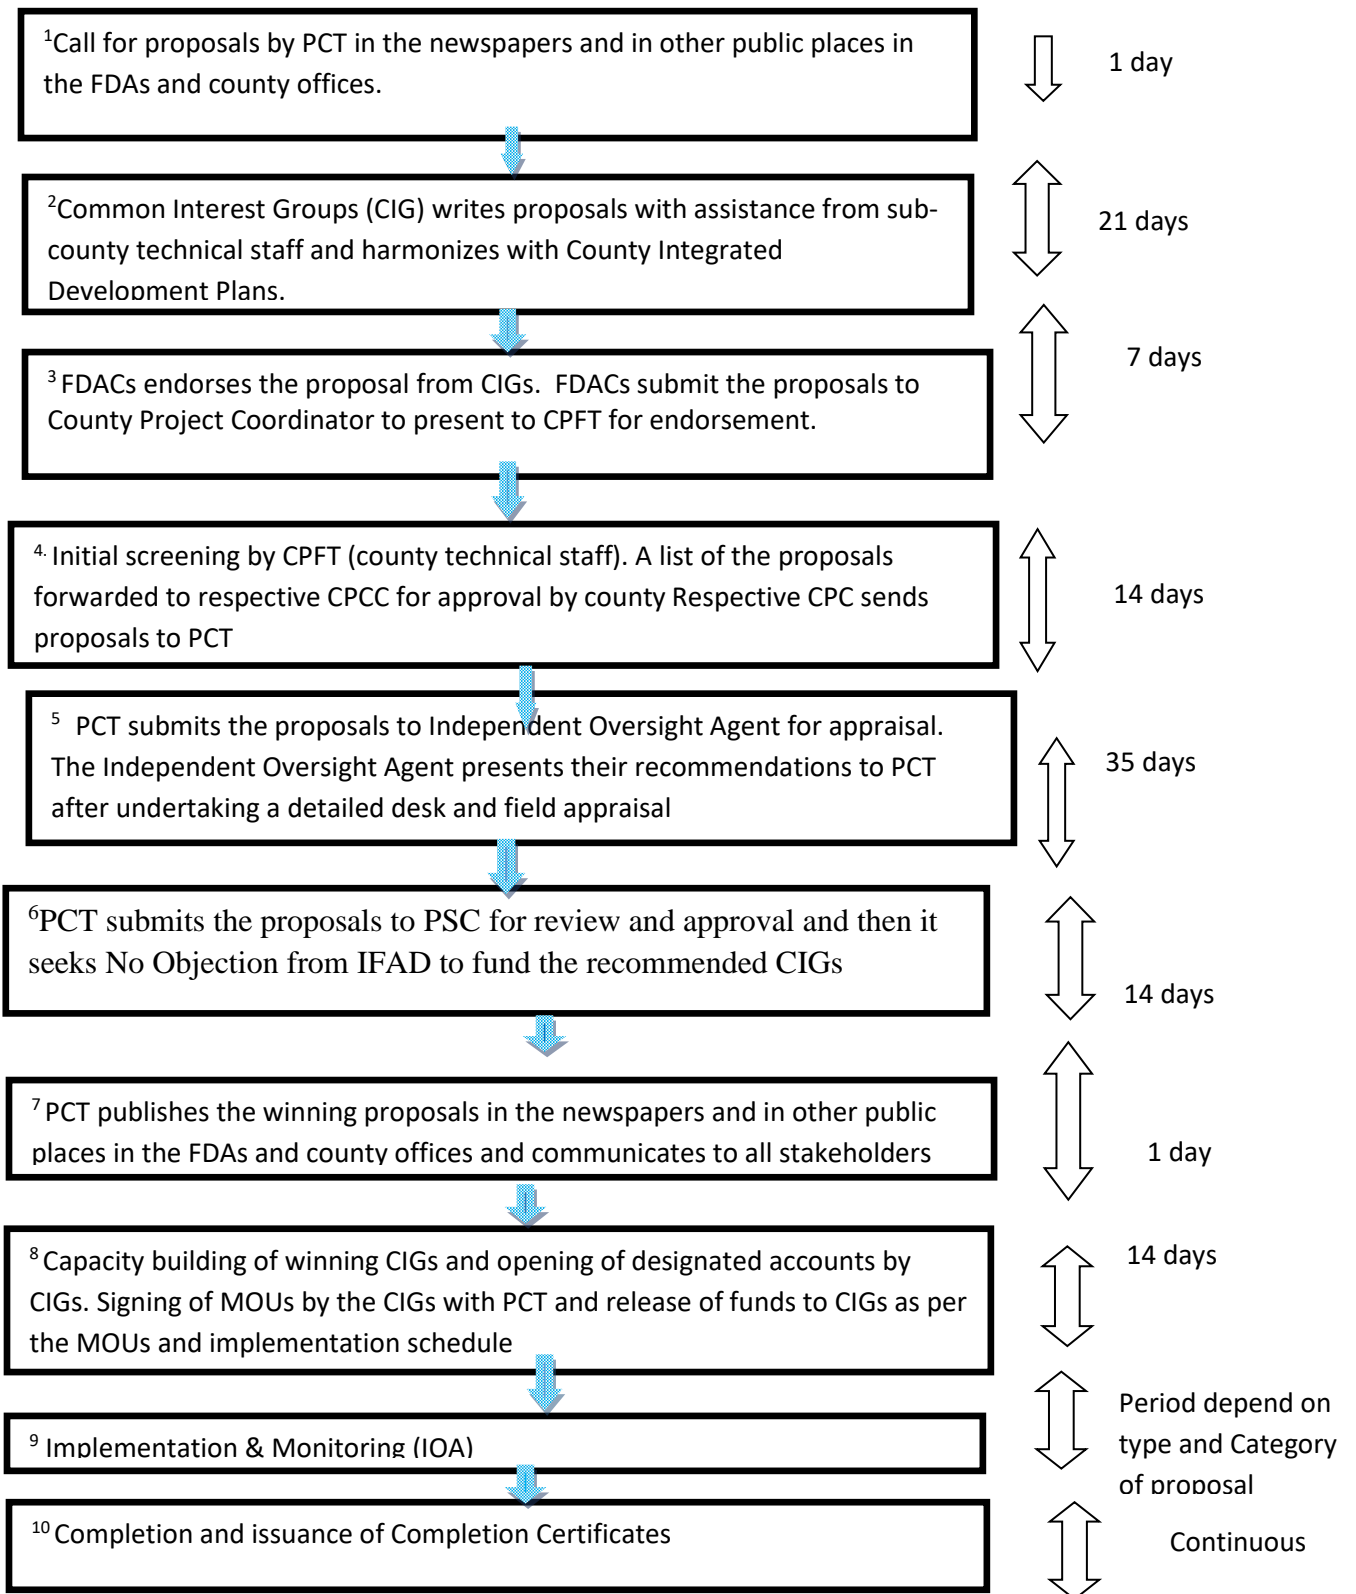 ¹Call for proposals by PCT in the newspapers and in other public places in
the FDAs and county offices.
1 day
²Common Interest Groups (CIG) writes proposals with assistance from sub-
county technical staff and harmonizes with County Integrated
Development Plans.
21 days
³ FDACs endorses the proposal from CIGs.  FDACs submit the proposals to
County Project Coordinator to present to CPFT for endorsement.
7 days
⁴· Initial screening by CPFT (county technical staff). A list of the proposals
forwarded to respective CPCC for approval by county Respective CPC sends
proposals to PCT
14 days
⁵  PCT submits the proposals to Independent Oversight Agent for appraisal.
The Independent Oversight Agent presents their recommendations to PCT
after undertaking a detailed desk and field appraisal
35 days
⁶PCT submits the proposals to PSC for review and approval and then it
seeks No Objection from IFAD to fund the recommended CIGs
14 days
⁷ PCT publishes the winning proposals in the newspapers and in other public
places in the FDAs and county offices and communicates to all stakeholders
1 day
⁸ Capacity building of winning CIGs and opening of designated accounts by
CIGs. Signing of MOUs by the CIGs with PCT and release of funds to CIGs as per
the MOUs and implementation schedule
14 days
⁹ Implementation & Monitoring (IOA)
Period depend on
type and Category
of proposal
¹⁰ Completion and issuance of Completion Certificates
Continuous